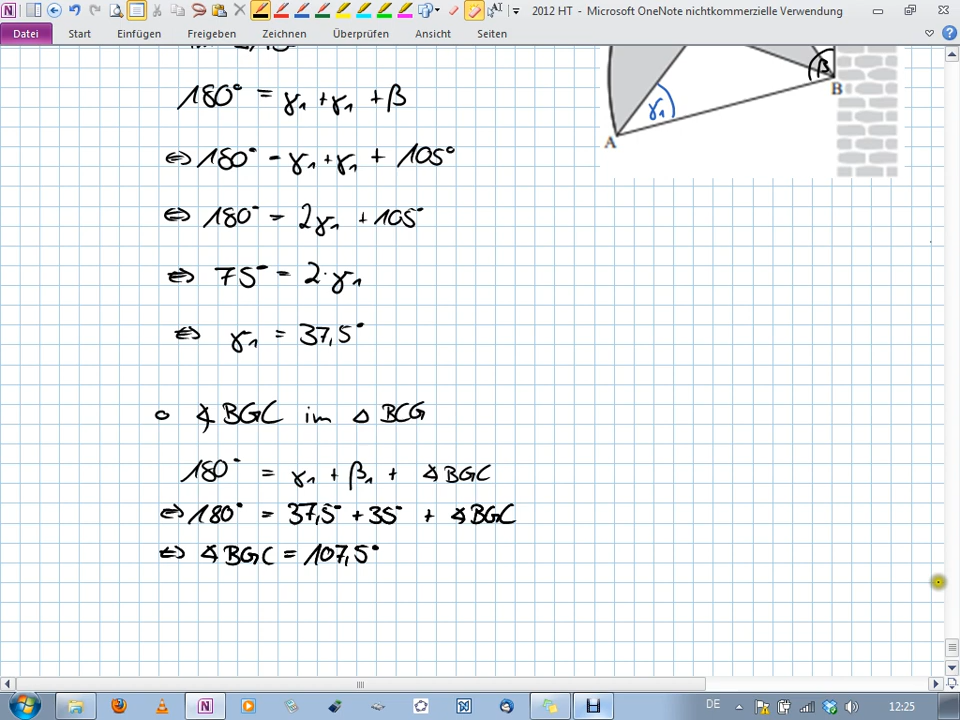 2012 HT - Microsoft OneNote nichtkommerzielle Verwendung
Datei Start Einfügen Freigeben Zeichnen Überprüfen Ansicht Seiten
180° = γ₁ + γ₁ + β
⇔ 180° = γ₁ + γ₁ + 105°
⇔ 180° = 2γ₁ + 105°
⇔ 75° = 2·γ₁
⇔ γ₁ = 37,5°
∢ BGC im △ BCG
180° = γ₁ + β₁ + ∢BGC
⇔ 180° = 37,5° + 35° + ∢BGC
⇔ ∢BGC = 107,5°
β
B
γ₁
A
DE 12:25